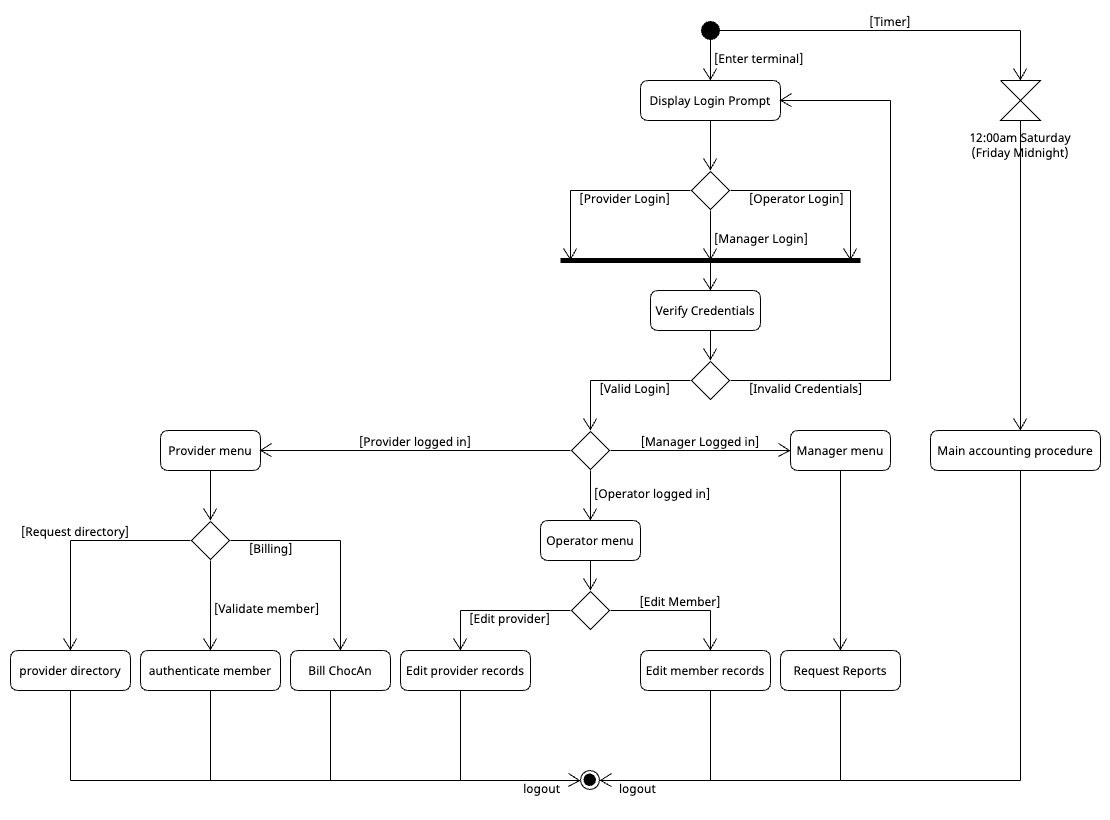 [Timer]
[Enter terminal]
Display Login Prompt
12:00am Saturday
(Friday Midnight)
[Provider Login]
[Operator Login]
[Manager Login]
Verify Credentials
[Valid Login]
[Invalid Credentials]
Provider menu
[Provider logged in]
[Manager Logged in]
Manager menu
Main accounting procedure
[Operator logged in]
[Request directory]
[Billing]
Operator menu
[Validate member]
[Edit provider]
[Edit Member]
provider directory
authenticate member
Bill ChocAn
Edit provider records
Edit member records
Request Reports
logout
logout